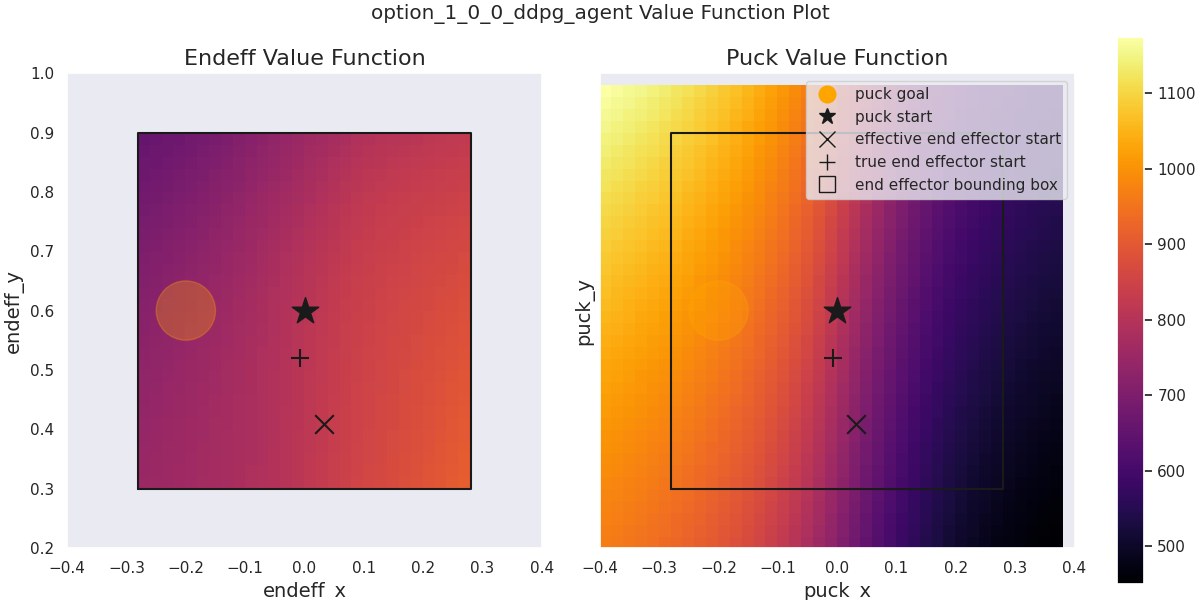 option_1_0_0_ddpg_agent Value Function Plot
Endeff Value Function
1.0
0.9
0.8
0.7
0.6
0.5
0.4
0.3
0.2
endeff_y
−0.4 −0.3 −0.2 −0.1 0.0 0.1 0.2 0.3 0.4
endeff_x
Puck Value Function
puck goal
puck start
effective end effector start
true end effector start
end effector bounding box
puck_y
−0.4 −0.3 −0.2 −0.1 0.0 0.1 0.2 0.3 0.4
puck_x
1100
1000
900
800
700
600
500